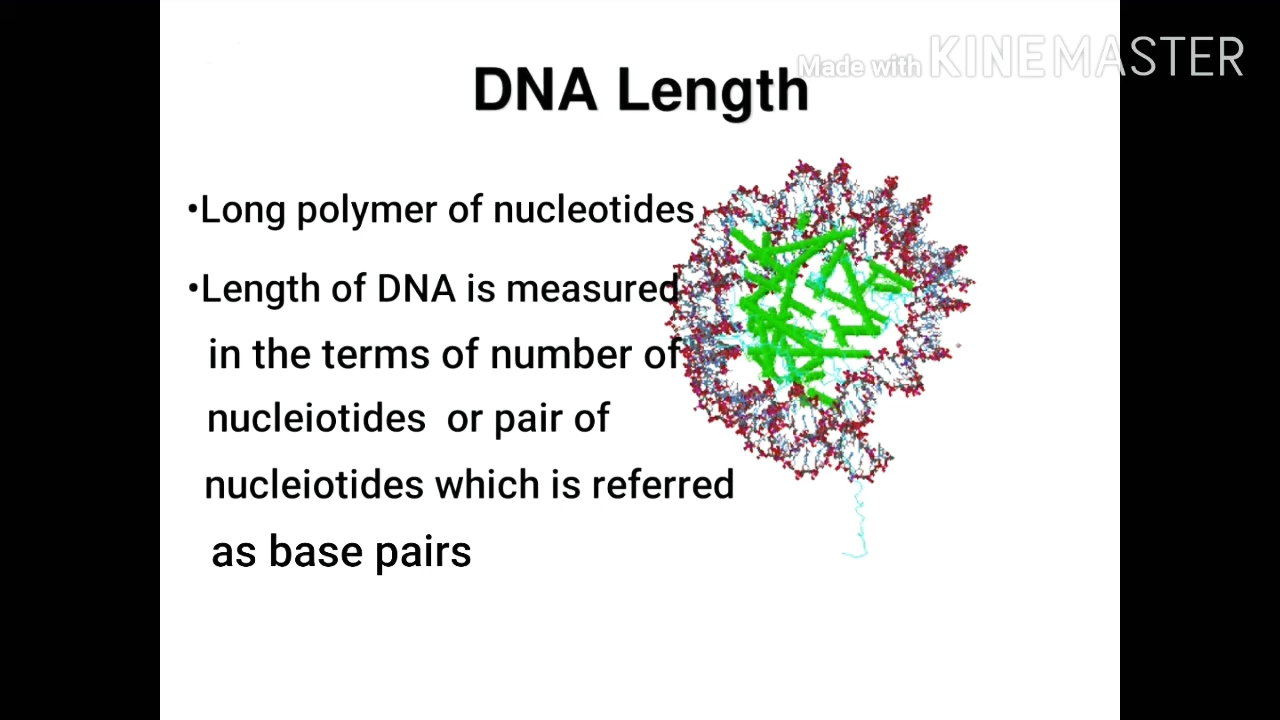 Made with KINEMASTER
DNA Length
•Long polymer of nucleotides
•Length of DNA is measured
in the terms of number of
nucleiotides or pair of
nucleiotides which is referred
as base pairs